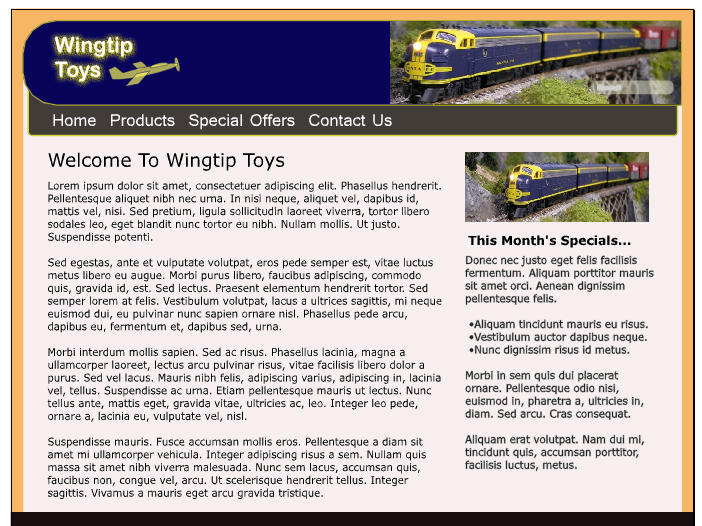 Wingtip
Toys
Home Products Special Offers Contact Us
Welcome To Wingtip Toys
Lorem ipsum dolor sit amet, consectetuer adipiscing elit. Phasellus hendrerit.
Pellentesque aliquet nibh nec urna. In nisi neque, aliquet vel, dapibus id,
mattis vel, nisi. Sed pretium, ligula sollicitudin laoreet viverra, tortor libero
sodales leo, eget blandit nunc tortor eu nibh. Nullam mollis. Ut justo.
Suspendisse potenti.
Sed egestas, ante et vulputate volutpat, eros pede semper est, vitae luctus
metus libero eu augue. Morbi purus libero, faucibus adipiscing, commodo
quis, gravida id, est. Sed lectus. Praesent elementum hendrerit tortor. Sed
semper lorem at felis. Vestibulum volutpat, lacus a ultrices sagittis, mi neque
euismod dui, eu pulvinar nunc sapien ornare nisl. Phasellus pede arcu,
dapibus eu, fermentum et, dapibus sed, urna.
Morbi interdum mollis sapien. Sed ac risus. Phasellus lacinia, magna a
ullamcorper laoreet, lectus arcu pulvinar risus, vitae facilisis libero dolor a
purus. Sed vel lacus. Mauris nibh felis, adipiscing varius, adipiscing in, lacinia
vel, tellus. Suspendisse ac urna. Etiam pellentesque mauris ut lectus. Nunc
tellus ante, mattis eget, gravida vitae, ultricies ac, leo. Integer leo pede,
ornare a, lacinia eu, vulputate vel, nisl.
Suspendisse mauris. Fusce accumsan mollis eros. Pellentesque a diam sit
amet mi ullamcorper vehicula. Integer adipiscing risus a sem. Nullam quis
massa sit amet nibh viverra malesuada. Nunc sem lacus, accumsan quis,
faucibus non, congue vel, arcu. Ut scelerisque hendrerit tellus. Integer
sagittis. Vivamus a mauris eget arcu gravida tristique.
This Month's Specials...
Donec nec justo eget felis facilisis
fermentum. Aliquam porttitor mauris
sit amet orci. Aenean dignissim
pellentesque felis.
•Aliquam tincidunt mauris eu risus.
•Vestibulum auctor dapibus neque.
•Nunc dignissim risus id metus.
Morbi in sem quis dui placerat
ornare. Pellentesque odio nisi,
euismod in, pharetra a, ultricies in,
diam. Sed arcu. Cras consequat.
Aliquam erat volutpat. Nam dui mi,
tincidunt quis, accumsan porttitor,
facilisis luctus, metus.